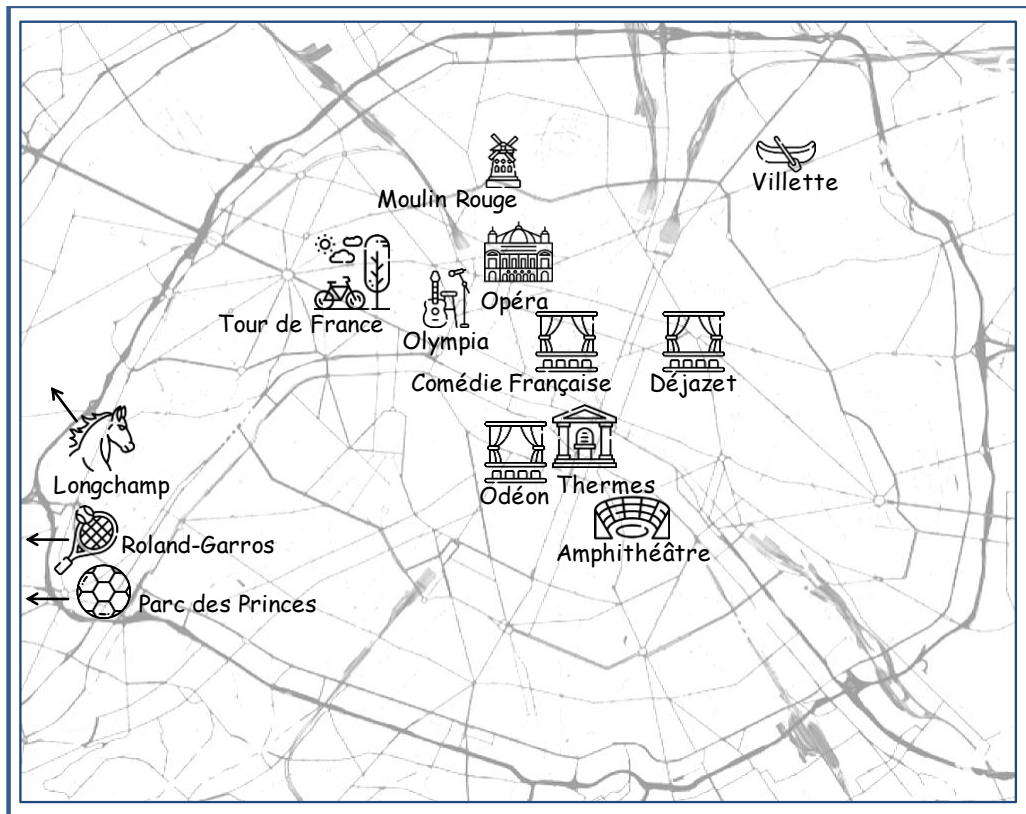 Moulin Rouge
Villette
Opéra
Tour de France
Olympia
Comédie Française
Déjazet
Longchamp
Odéon
Thermes
Roland-Garros
Amphithéâtre
Parc des Princes